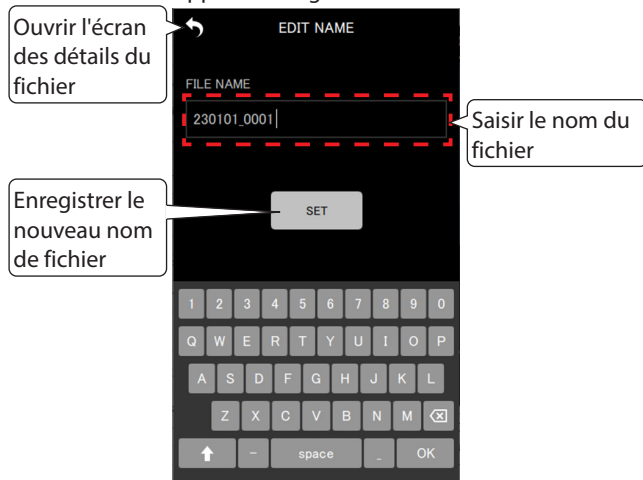 Ouvrir l'écran
des détails du
fichier
EDIT NAME
FILE NAME
230101_0001
Saisir le nom du
fichier
Enregistrer le
nouveau nom
de fichier
SET
1 2 3 4 5 6 7 8 9 0
Q W E R T Y U I O P
A S D F G H J K L
Z X C V B N M
- space _ OK